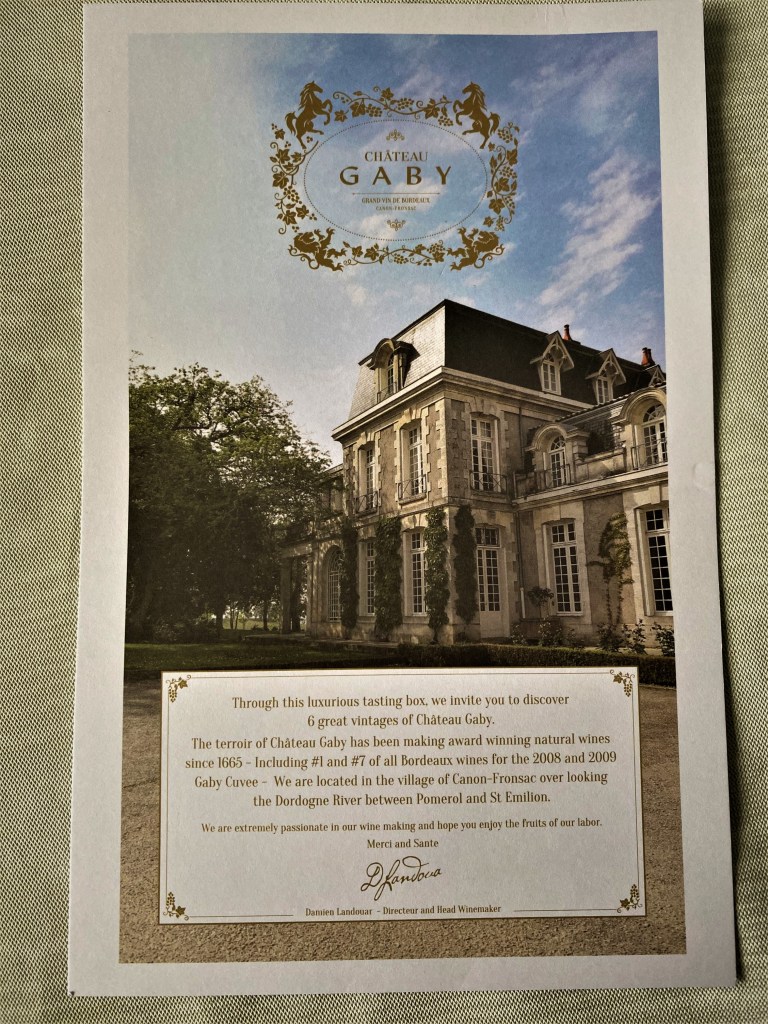 CHÂTEAU
GABY
GRAND VIN DE BORDEAUX
CANON-FRONSAC
Through this luxurious tasting box, we invite you to discover
6 great vintages of Château Gaby.
The terroir of Château Gaby has been making award winning natural wines
since 1665 - Including #1 and #7 of all Bordeaux wines for the 2008 and 2009
Gaby Cuvee - We are located in the village of Canon-Fronsac over looking
the Dordogne River between Pomerol and St Emilion.
We are extremely passionate in our wine making and hope you enjoy the fruits of our labor.
Merci and Sante
DLandoua
Damien Landouar - Directeur and Head Winemaker